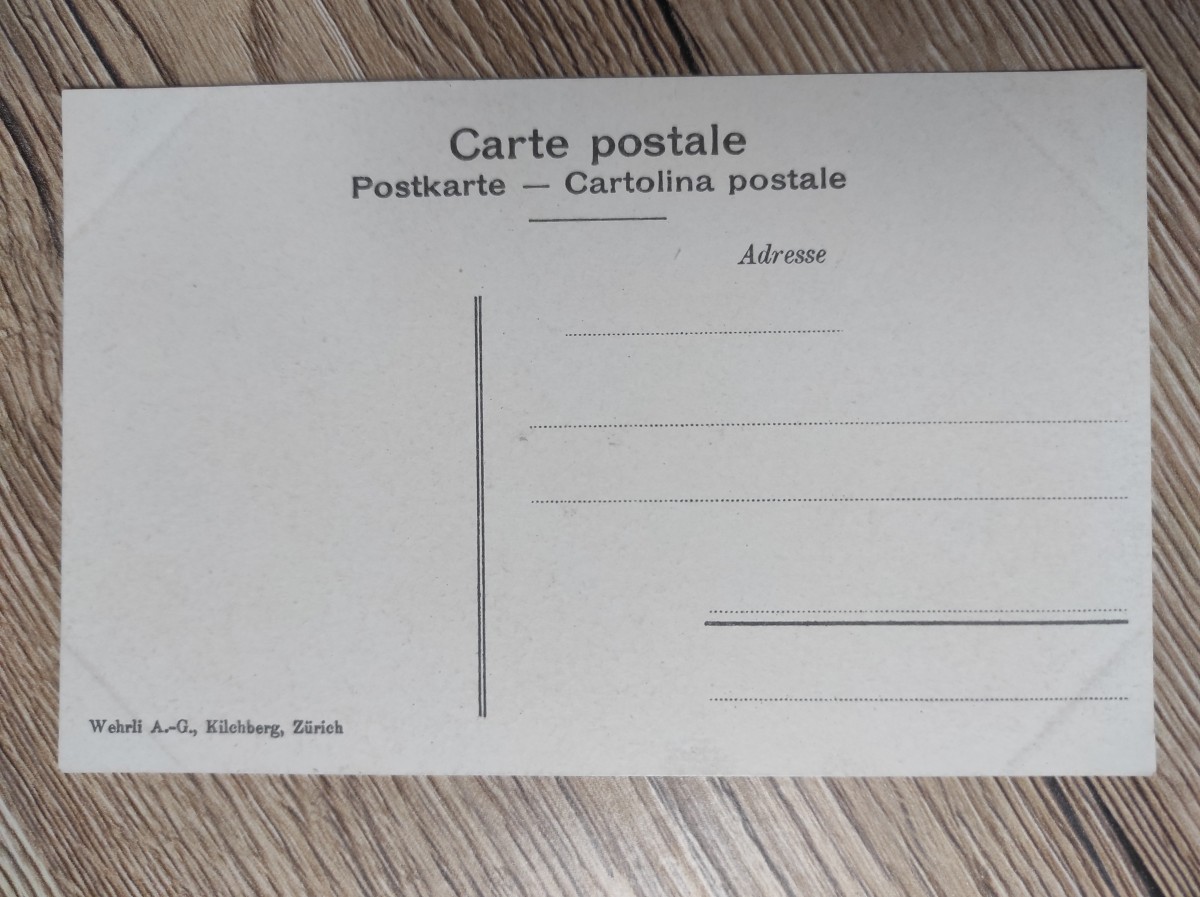 Carte postale
Postkarte — Cartolina postale
Adresse
Wehrli A.-G., Kilchberg, Zürich